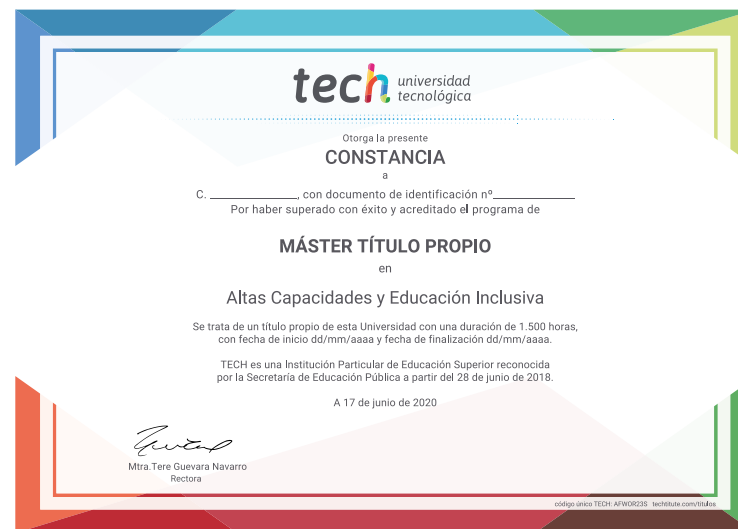 tech universidad
tecnológica
Otorga la presente
CONSTANCIA
a
C. ______________, con documento de identificación nº______________
Por haber superado con éxito y acreditado el programa de
MÁSTER TÍTULO PROPIO
en
Altas Capacidades y Educación Inclusiva
Se trata de un título propio de esta Universidad con una duración de 1.500 horas,
con fecha de inicio dd/mm/aaaa y fecha de finalización dd/mm/aaaa.
TECH es una Institución Particular de Educación Superior reconocida
por la Secretaría de Educación Pública a partir del 28 de junio de 2018.
A 17 de junio de 2020
Mtra.Tere Guevara Navarro
Rectora
código único TECH: AFWOR23S techtitute.com/titulos